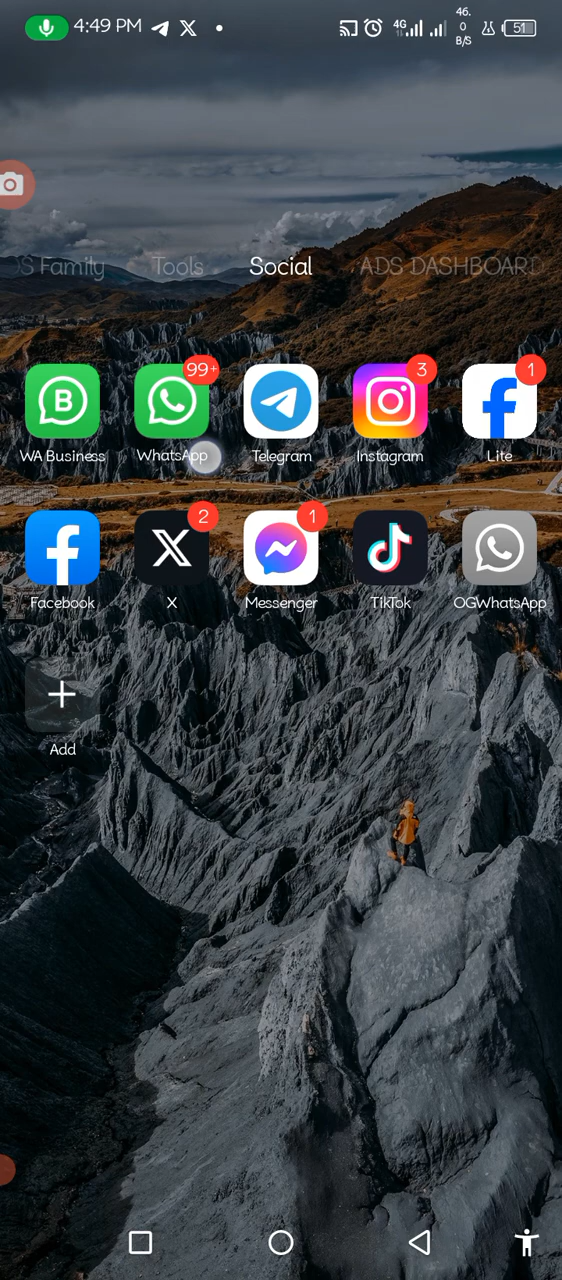 4:49 PM
4G
46.
0
B/S
51
OS Family Tools Social ADS DASHBOARD
99+
3
1
B
WA Business WhatsApp Telegram Instagram Lite
2
1
Facebook X Messenger TikTok OGWhatsApp
Add